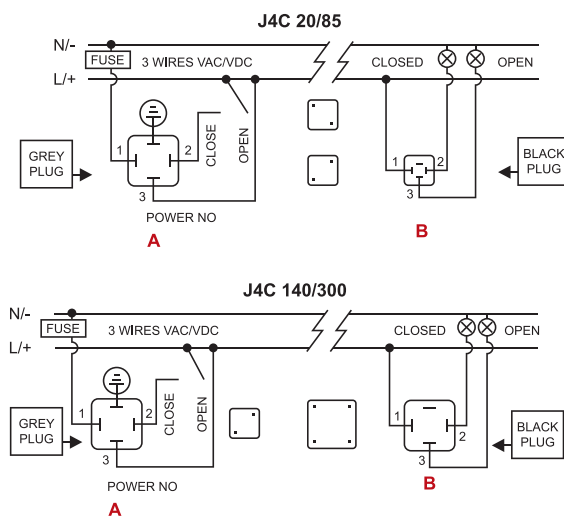 J4C 20/85
N/-
FUSE
3 WIRES VAC/VDC
CLOSED
OPEN
L/+
GREY
PLUG
1
2
3
CLOSE
OPEN
POWER NO
A
1
2
3
B
BLACK
PLUG
J4C 140/300
N/-
FUSE
3 WIRES VAC/VDC
CLOSED
OPEN
L/+
GREY
PLUG
1
2
3
CLOSE
OPEN
POWER NO
A
1
2
3
B
BLACK
PLUG